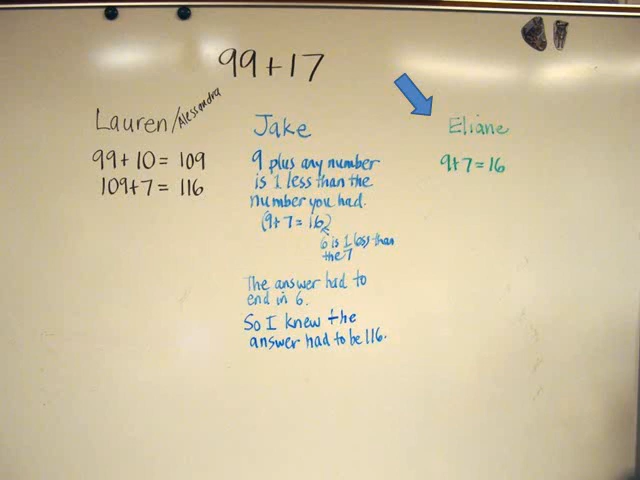 99+17
Lauren/Alessandra
99+10 = 109
109+7 = 116
Jake
9 plus any number
is 1 less than the
number you had.
(9+7=16)
6 is 1 less than
the 7
The answer had to
end in 6.
So I knew the
answer had to be 116.
Eliane
9+7=16